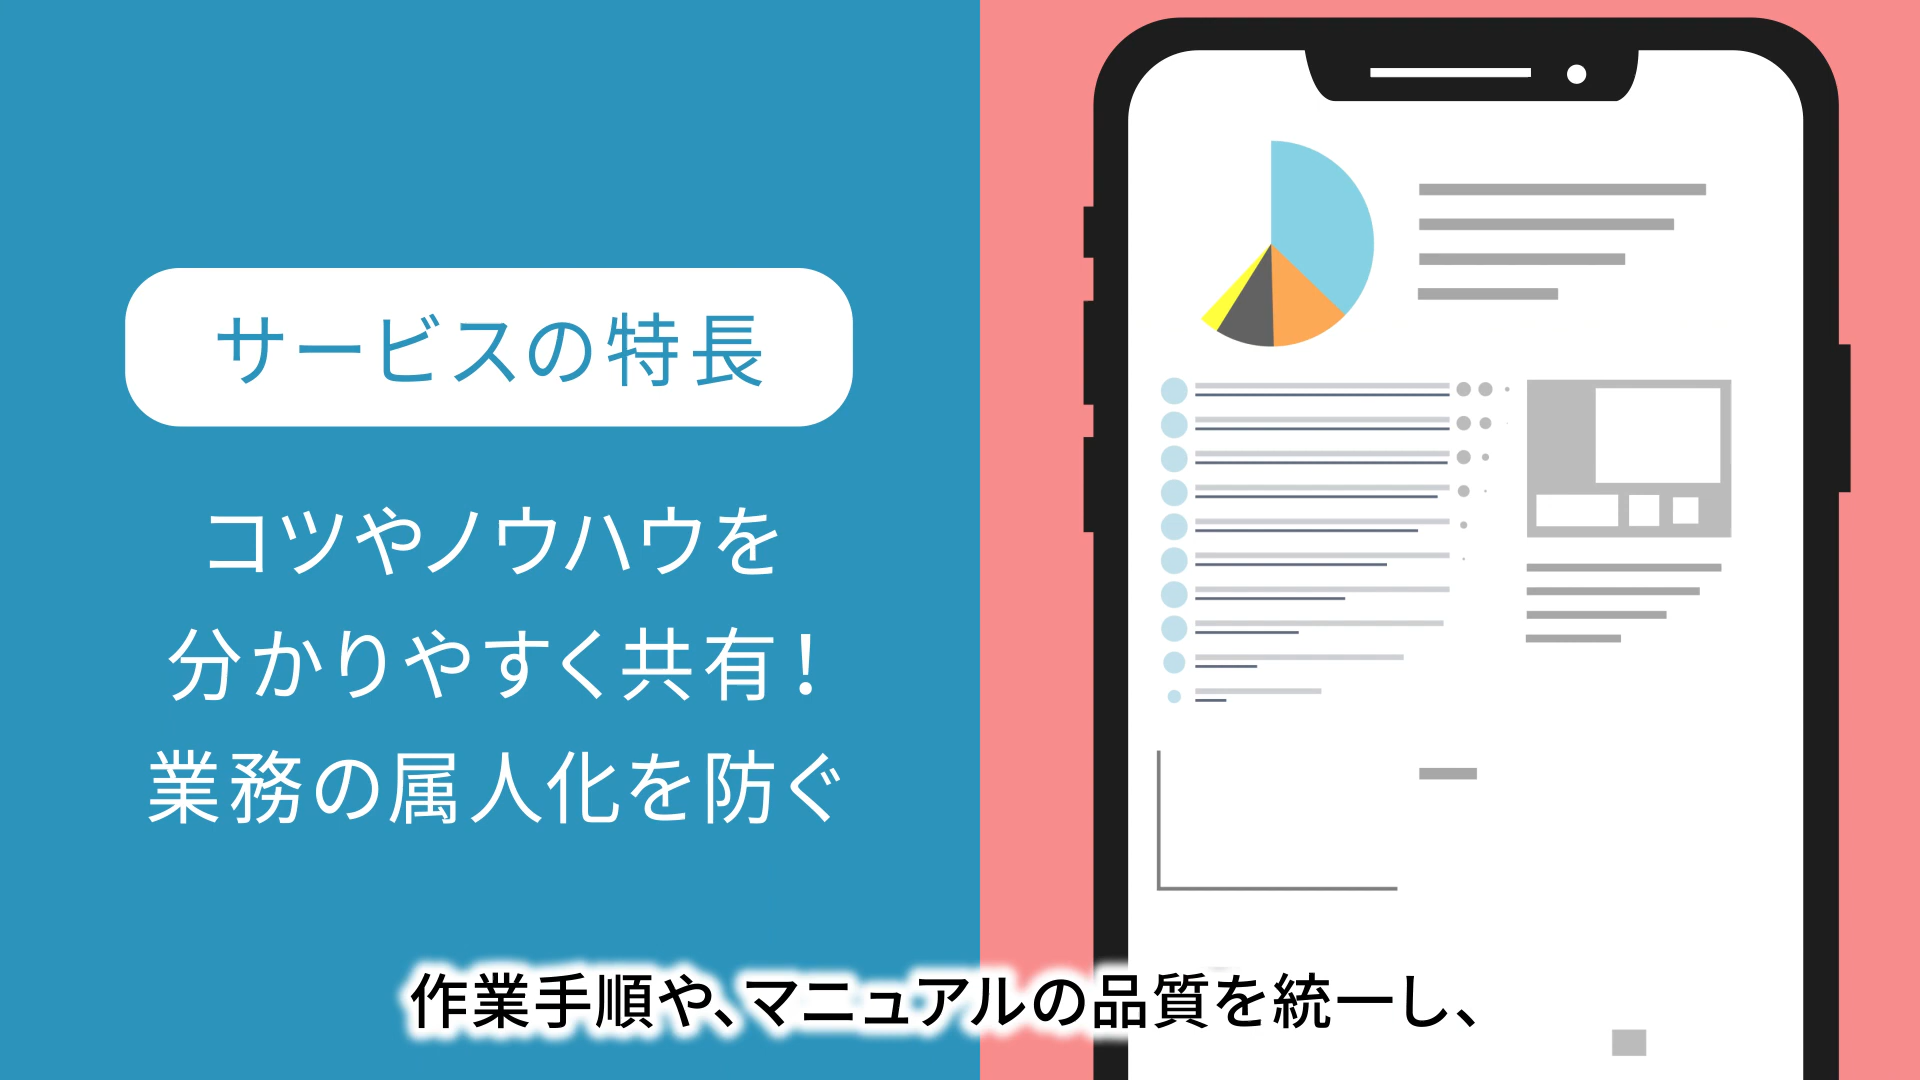 サービスの特長
コツやノウハウを
分かりやすく共有！
業務の属人化を防ぐ
作業手順や、マニュアルの品質を統一し、